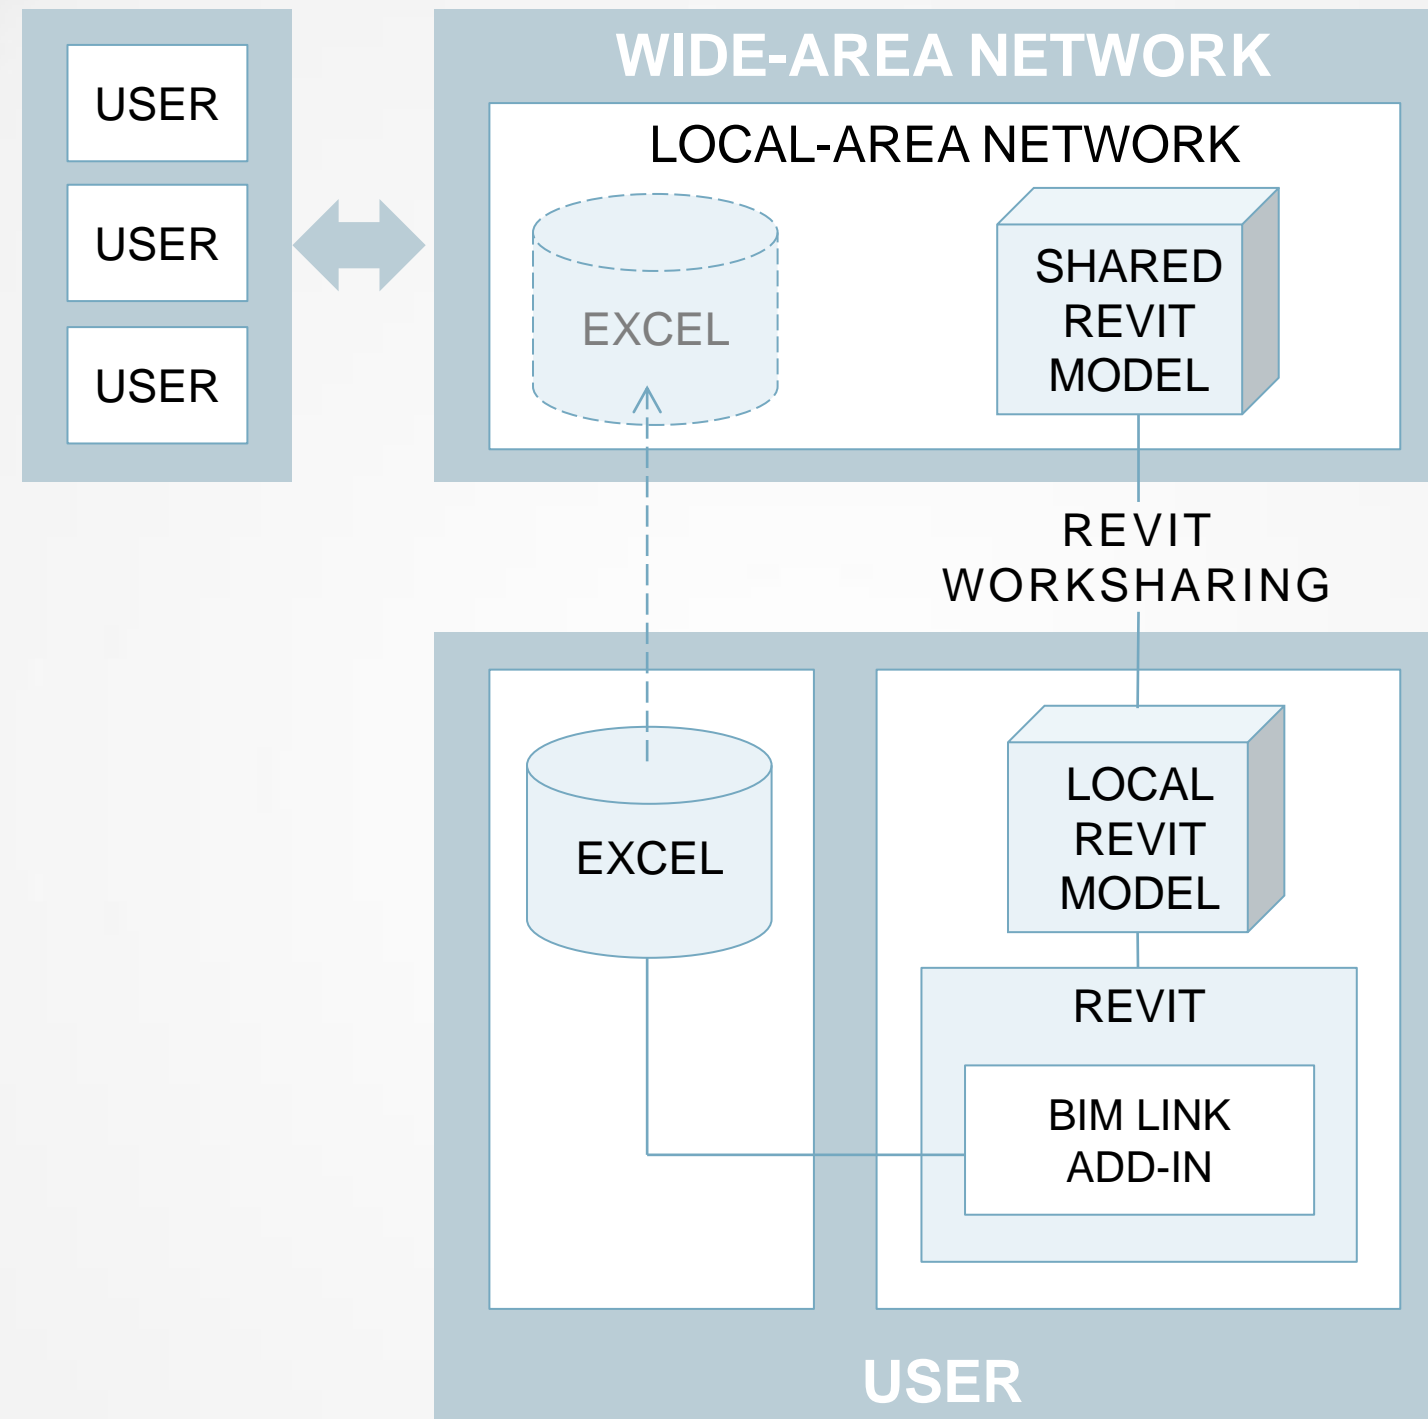 USER
USER
USER
WIDE-AREA NETWORK
LOCAL-AREA NETWORK
EXCEL
SHARED
REVIT
MODEL
REVIT
WORKSHARING
EXCEL
LOCAL
REVIT
MODEL
REVIT
BIM LINK
ADD-IN
USER